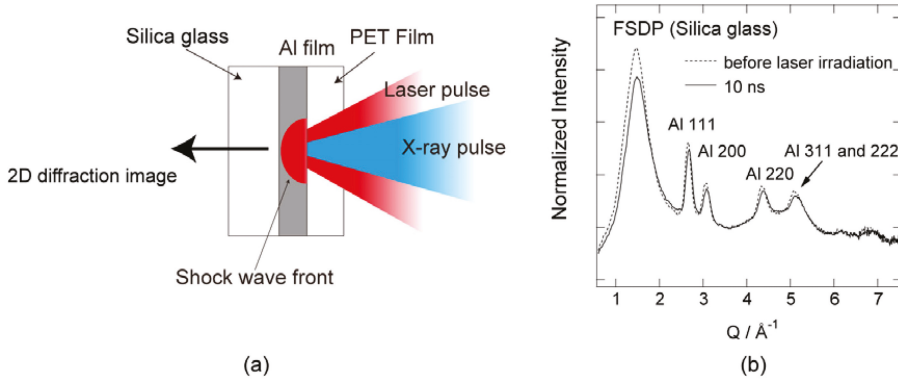 Silica glass
Al film
PET Film
Laser pulse
X-ray pulse
2D diffraction image
Shock wave front
(a)
FSDP (Silica glass)
before laser irradiation
10 ns
Al 111
Al 200
Al 220
Al 311 and 222
Normalized Intensity
1 2 3 4 5 6 7
Q / Å⁻¹
(b)